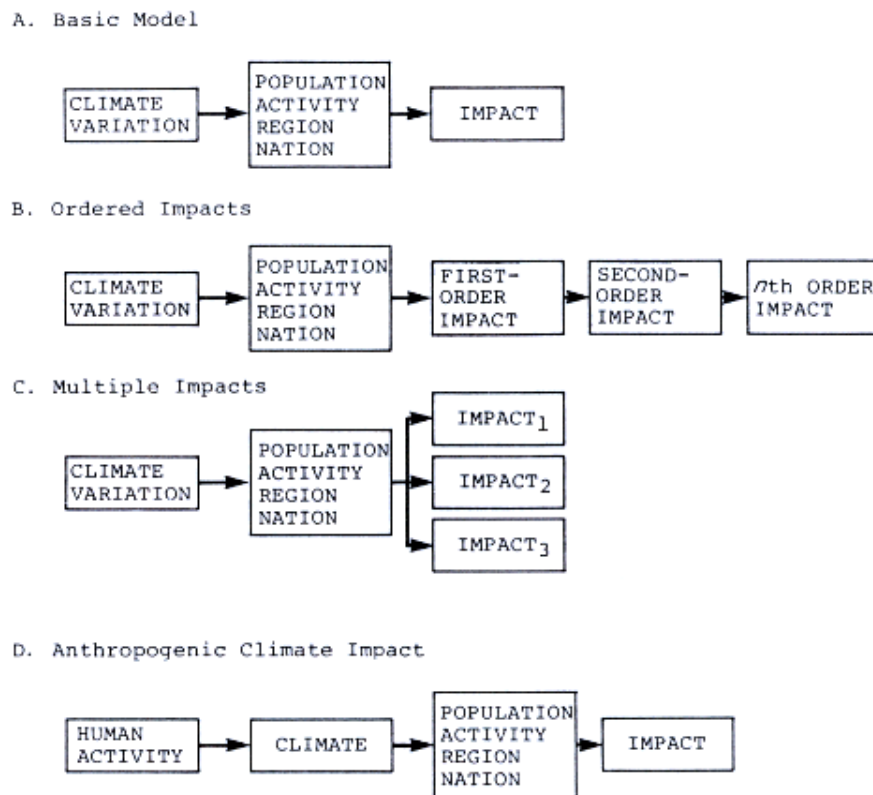 A. Basic Model
CLIMATE
VARIATION
POPULATION
ACTIVITY
REGION
NATION
IMPACT
B. Ordered Impacts
CLIMATE
VARIATION
POPULATION
ACTIVITY
REGION
NATION
FIRST-
ORDER
IMPACT
SECOND-
ORDER
IMPACT
nth ORDER
IMPACT
C. Multiple Impacts
CLIMATE
VARIATION
POPULATION
ACTIVITY
REGION
NATION
IMPACT1
IMPACT2
IMPACT3
D. Anthropogenic Climate Impact
HUMAN
ACTIVITY
CLIMATE
POPULATION
ACTIVITY
REGION
NATION
IMPACT